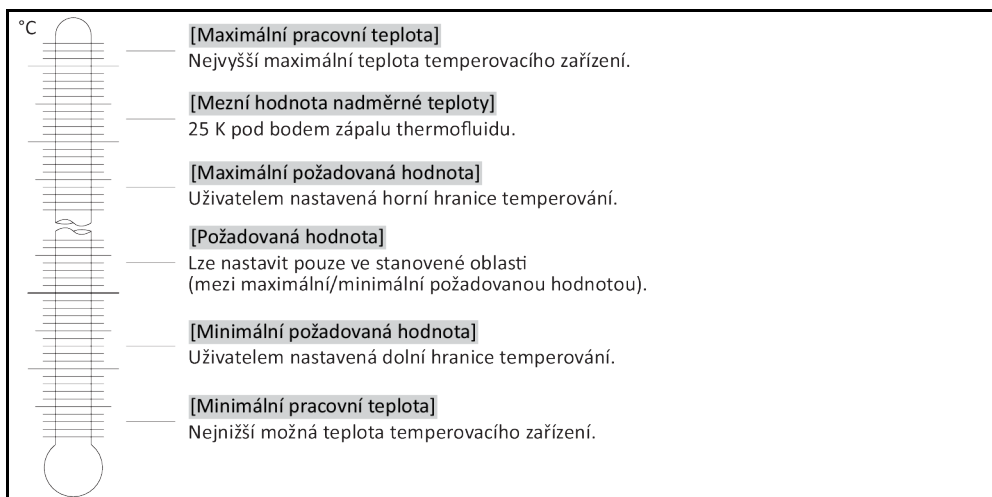 °C
[Maximální pracovní teplota]
Nejvyšší maximální teplota temperovacího zařízení.
[Mezní hodnota nadměrné teploty]
25 K pod bodem zápalu thermofluidu.
[Maximální požadovaná hodnota]
Uživatelem nastavená horní hranice temperování.
[Požadovaná hodnota]
Lze nastavit pouze ve stanovené oblasti
(mezi maximální/minimální požadovanou hodnotou).
[Minimální požadovaná hodnota]
Uživatelem nastavená dolní hranice temperování.
[Minimální pracovní teplota]
Nejnižší možná teplota temperovacího zařízení.